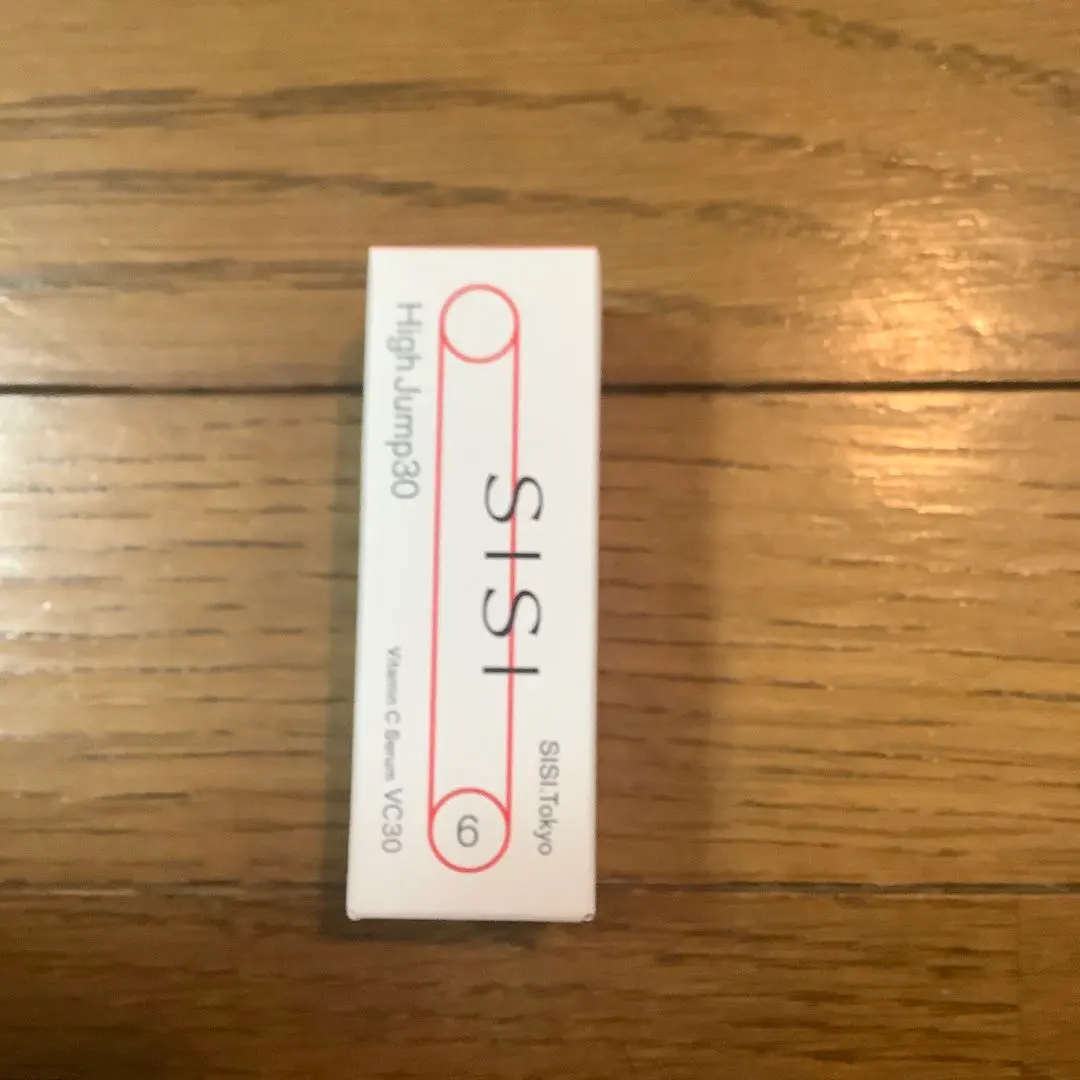 SISI.Tokyo
SISI
6
High Jump30
Vitamin C Serum VC30